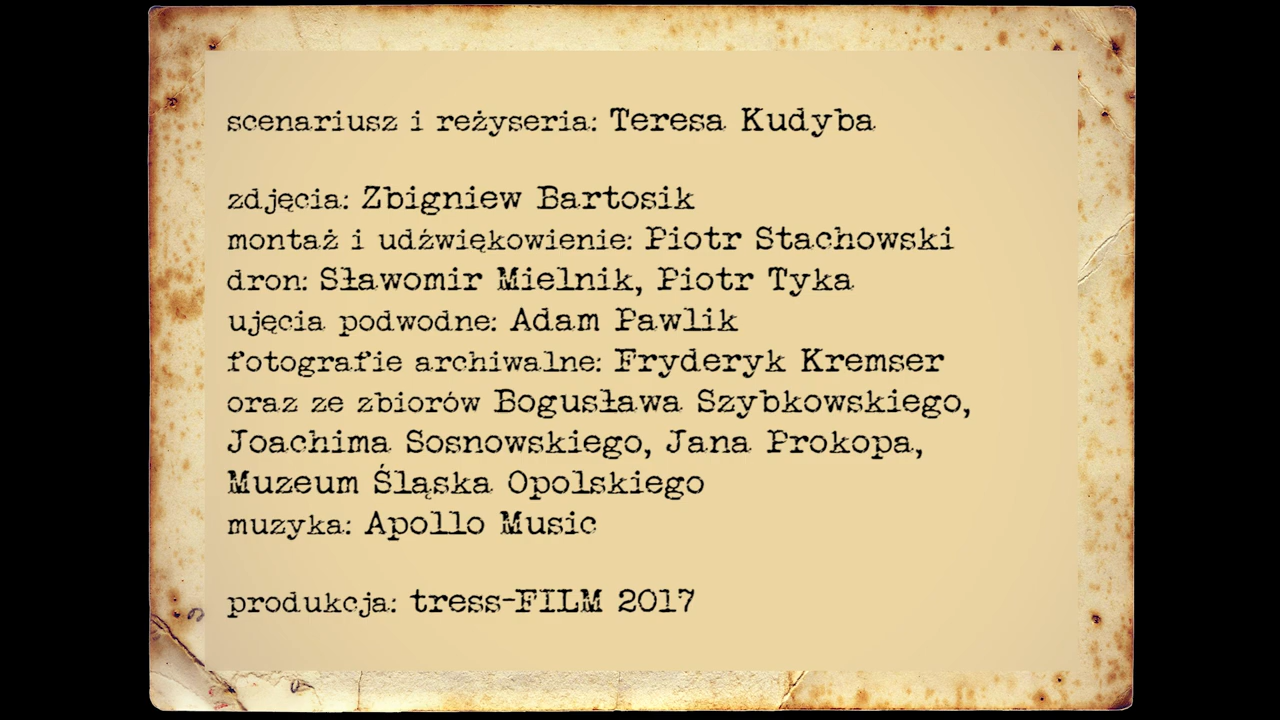 scenariusz i reżyseria: Teresa Kudyba
zdjęcia: Zbigniew Bartosik
montaż i udźwiękowienie: Piotr Stachowski
dron: Sławomir Mielnik, Piotr Tyka
ujęcia podwodne: Adam Pawlik
fotografie archiwalne: Fryderyk Kremser
oraz ze zbiorów Bogusława Szybkowskiego,
Joachima Sosnowskiego, Jana Prokopa,
Muzeum Śląska Opolskiego
muzyka: Apollo Music
produkcja: tress-FILM 2017